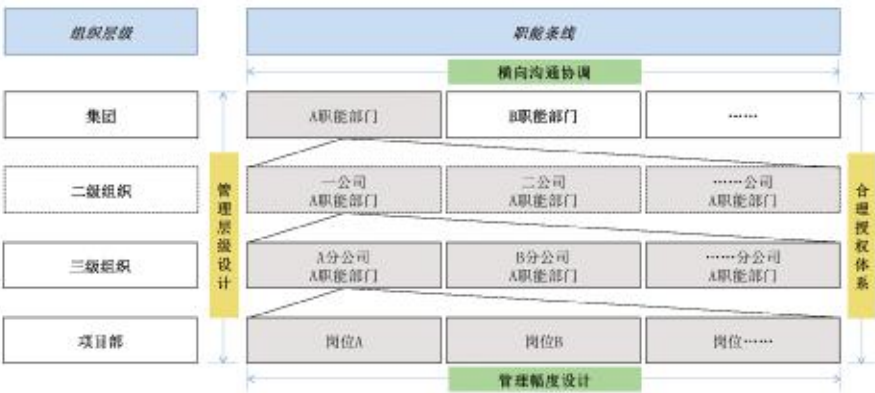 组织层级
职能条线
横向沟通协调
集团
A职能部门
B职能部门
……
二级组织
一公司
A职能部门
二公司
A职能部门
……公司
A职能部门
三级组织
A分公司
A职能部门
B分公司
A职能部门
……分公司
A职能部门
项目部
岗位A
岗位B
岗位……
管理层级设计
合理授权体系
管理幅度设计